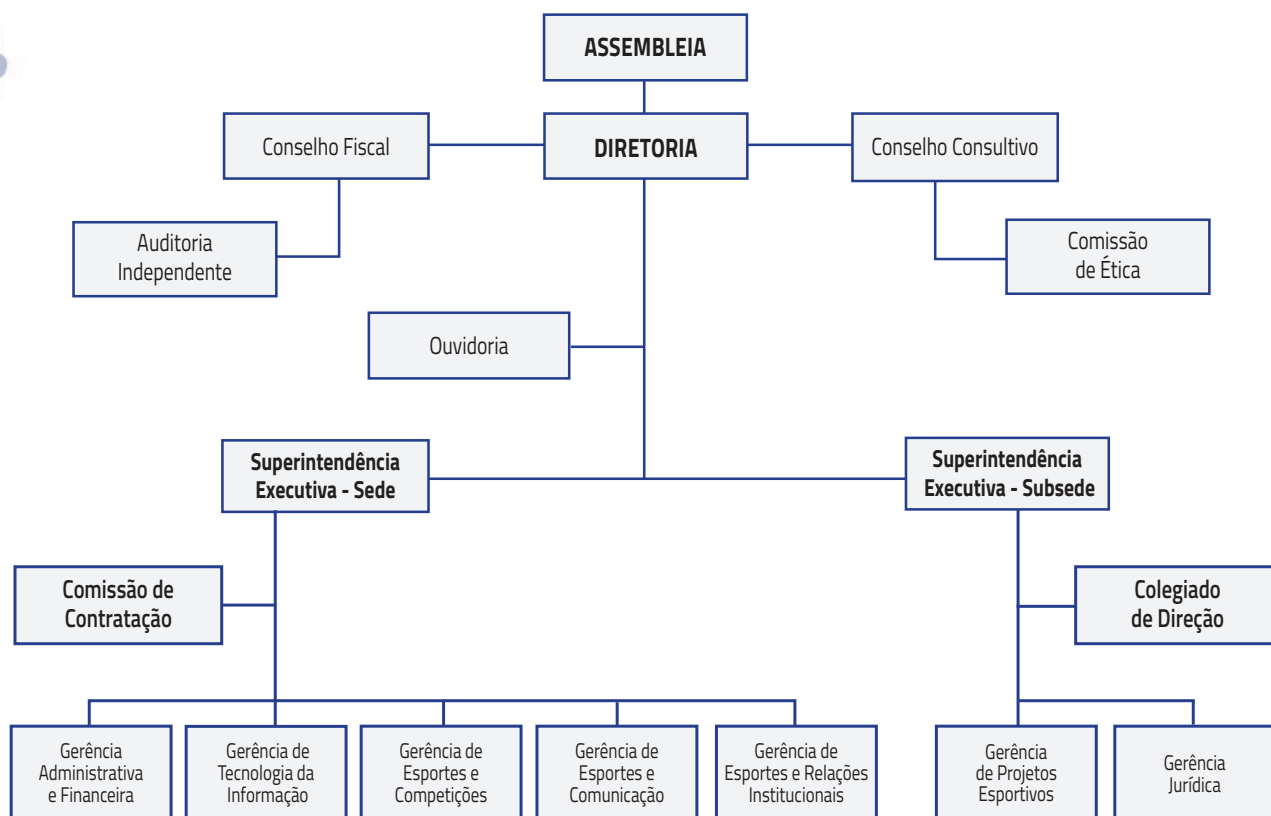 ASSEMBLEIA
Conselho Fiscal
DIRETORIA
Conselho Consultivo
Auditoria
Independente
Comissão
de Ética
Ouvidoria
Superintendência
Executiva - Sede
Superintendência
Executiva - Subsede
Comissão de
Contratação
Colegiado
de Direção
Gerência
Administrativa
e Financeira
Gerência de
Tecnologia da
Informação
Gerência de
Esportes e
Competições
Gerência de
Esportes e
Comunicação
Gerência de
Esportes e Relações
Institucionais
Gerência
de Projetos
Esportivos
Gerência
Jurídica